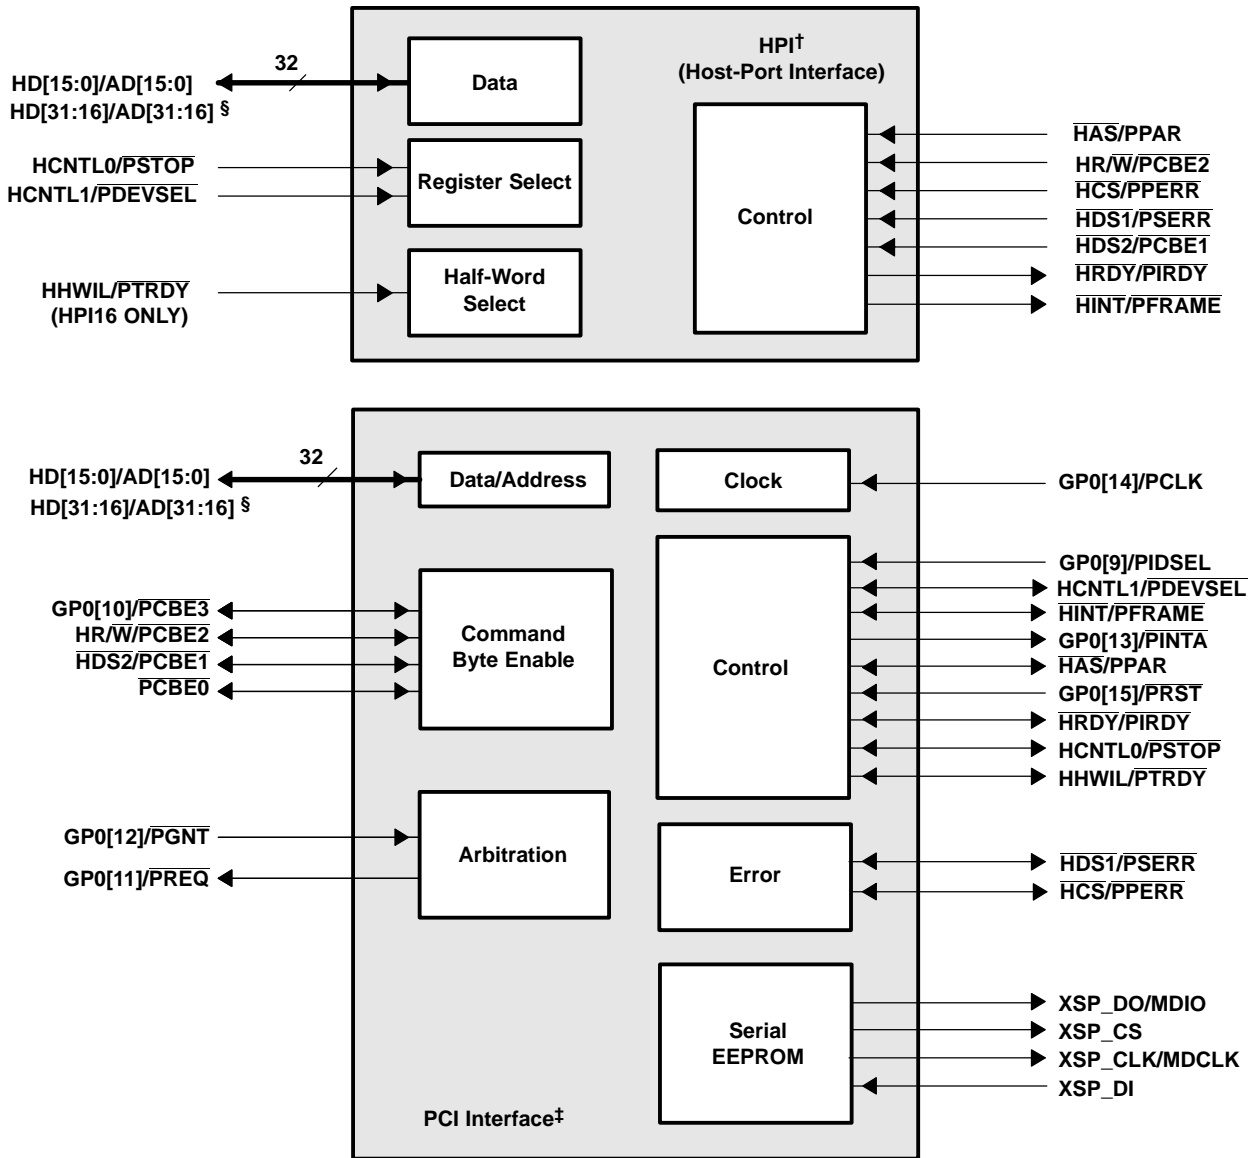 HPI†
(Host-Port Interface)
32
HD[15:0]/AD[15:0]
HD[31:16]/AD[31:16] §
Data
HCNTL0/PSTOP
HCNTL1/PDEVSEL
Register Select
HHWIL/PTRDY
(HPI16 ONLY)
Half-Word
Select
Control
HAS/PPAR
HR/W/PCBE2
HCS/PPERR
HDS1/PSERR
HDS2/PCBE1
HRDY/PIRDY
HINT/PFRAME
32
HD[15:0]/AD[15:0]
HD[31:16]/AD[31:16] §
Data/Address
Clock
GP0[14]/PCLK
GP0[10]/PCBE3
HR/W/PCBE2
HDS2/PCBE1
PCBE0
Command
Byte Enable
Control
GP0[9]/PIDSEL
HCNTL1/PDEVSEL
HINT/PFRAME
GP0[13]/PINTA
HAS/PPAR
GP0[15]/PRST
HRDY/PIRDY
HCNTL0/PSTOP
HHWIL/PTRDY
GP0[12]/PGNT
GP0[11]/PREQ
Arbitration
Error
HDS1/PSERR
HCS/PPERR
Serial
EEPROM
XSP_DO/MDIO
XSP_CS
XSP_CLK/MDCLK
XSP_DI
PCI Interface‡